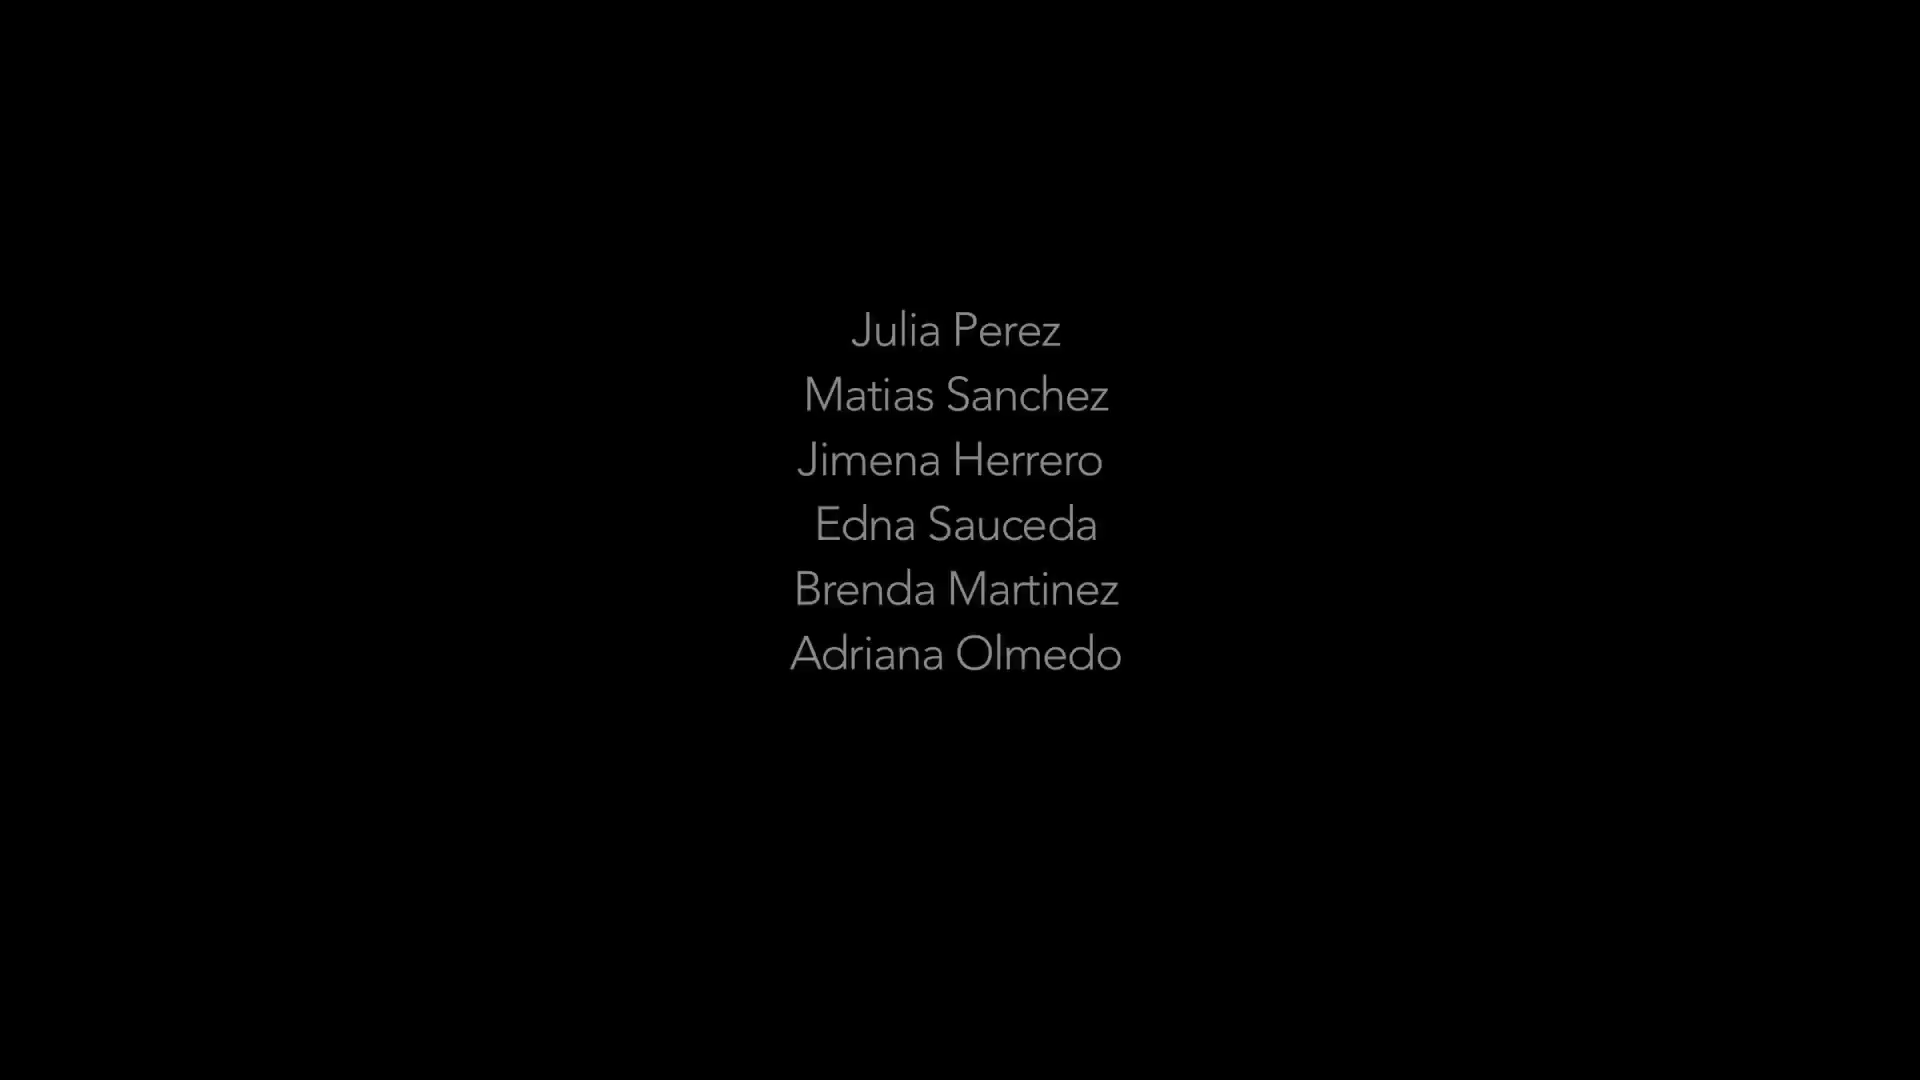 Julia Perez
Matias Sanchez
Jimena Herrero
Edna Sauceda
Brenda Martinez
Adriana Olmedo